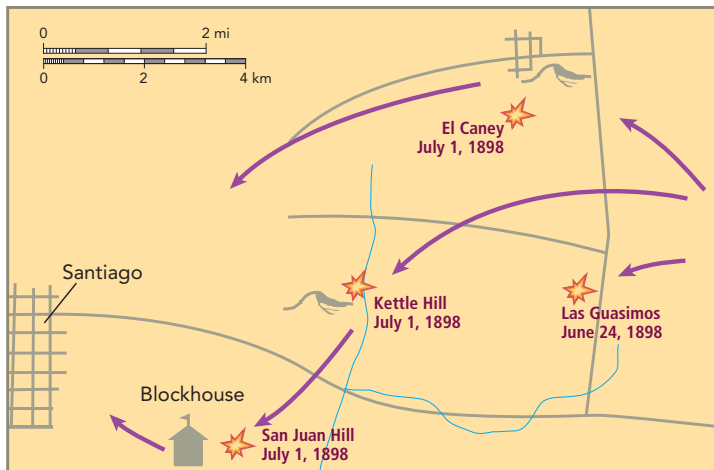 0 2 mi
0 2 4 km
El Caney
July 1, 1898
Santiago
Kettle Hill
July 1, 1898
Las Guasimos
June 24, 1898
Blockhouse
San Juan Hill
July 1, 1898